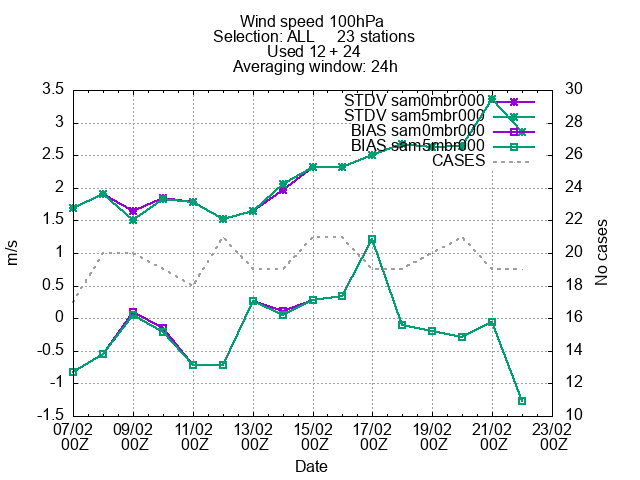 Wind speed 100hPa
Selection: ALL 23 stations
Used 12 + 24
Averaging window: 24h
3.5
3
2.5
2
1.5
1
0.5
0
-0.5
-1
-1.5
m/s
30
28
26
24
22
20
18
16
14
12
10
No cases
STDV sam0mbr000
STDV sam5mbr000
BIAS sam0mbr000
BIAS sam5mbr000
CASES
07/02 09/02 11/02 13/02 15/02 17/02 19/02 21/02 23/02
00Z 00Z 00Z 00Z 00Z 00Z 00Z 00Z 00Z
Date